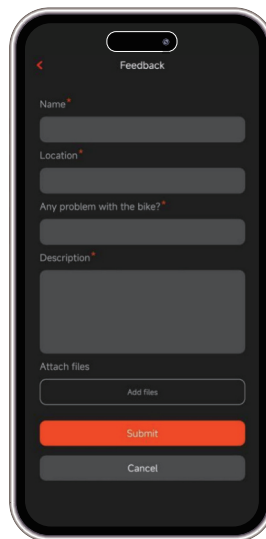 Feedback
Name*
Location*
Any problem with the bike?*
Description*
Attach files
Add files
Submit
Cancel